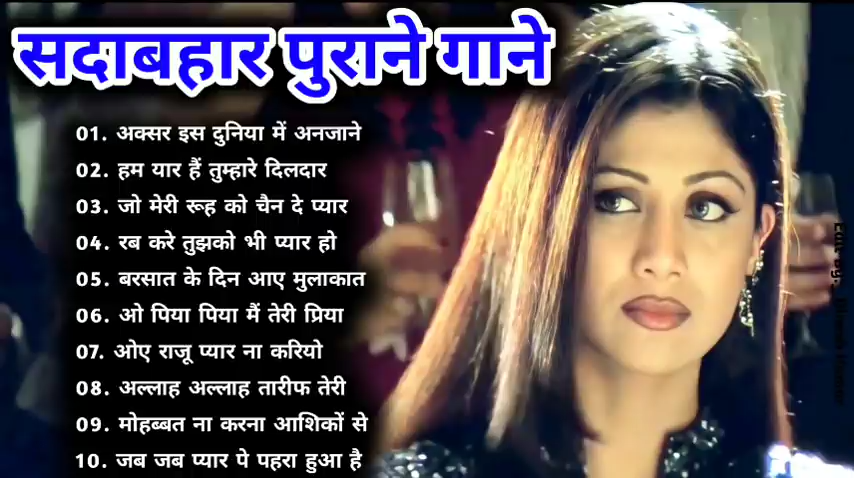 सदाबहार पुराने गाने
01. अक्सर इस दुनिया में अनजाने
02. हम यार हैं तुम्हारे दिलदार
03. जो मेरी रूह को चैन दे प्यार
04. रब करे तुझको भी प्यार हो
05. बरसात के दिन आए मुलाकात
06. ओ पिया पिया मैं तेरी प्रिया
07. ओए राजू प्यार ना करियो
08. अल्लाह अल्लाह तारीफ तेरी
09. मोहब्बत ना करना आशिकों से
10. जब जब प्यार पे पहरा हुआ है